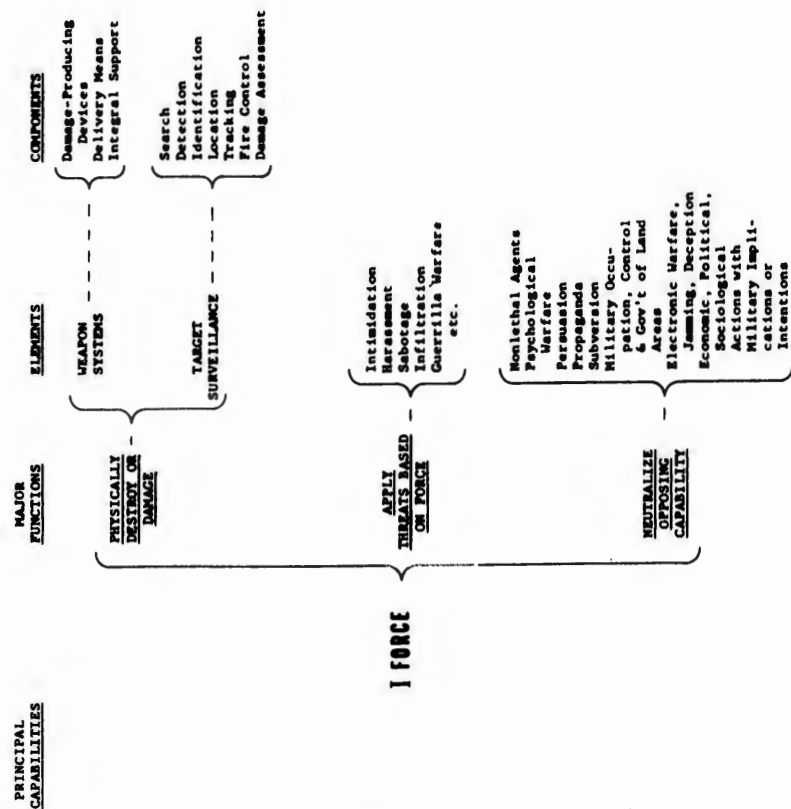 PRINCIPAL
CAPABILITIES
MAJOR
FUNCTIONS
ELEMENTS
COMPONENTS
I FORCE
PHYSICALLY
DESTROY OR
DAMAGE
WEAPON
SYSTEMS
Damage-Producing
Devices
Delivery Means
Integral Support
TARGET
SURVEILLANCE
Search
Detection
Identification
Location
Tracking
Fire Control
Damage Assessment
APPLY
THREATS BASED
ON FORCE
Intimidation
Harassment
Sabotage
Infiltration
Guerrilla Warfare
etc.
NEUTRALIZE
OPPOSING
CAPABILITY
Nonlethal Agents
Psychological
Warfare
Persuasion
Propaganda
Subversion
Military Occu-
pation, Control
& Gov't of Land
Areas
Electronic Warfare,
Jamming, Deception
Economic, Political,
Sociological
Actions with
Military Impli-
cations or
Intentions